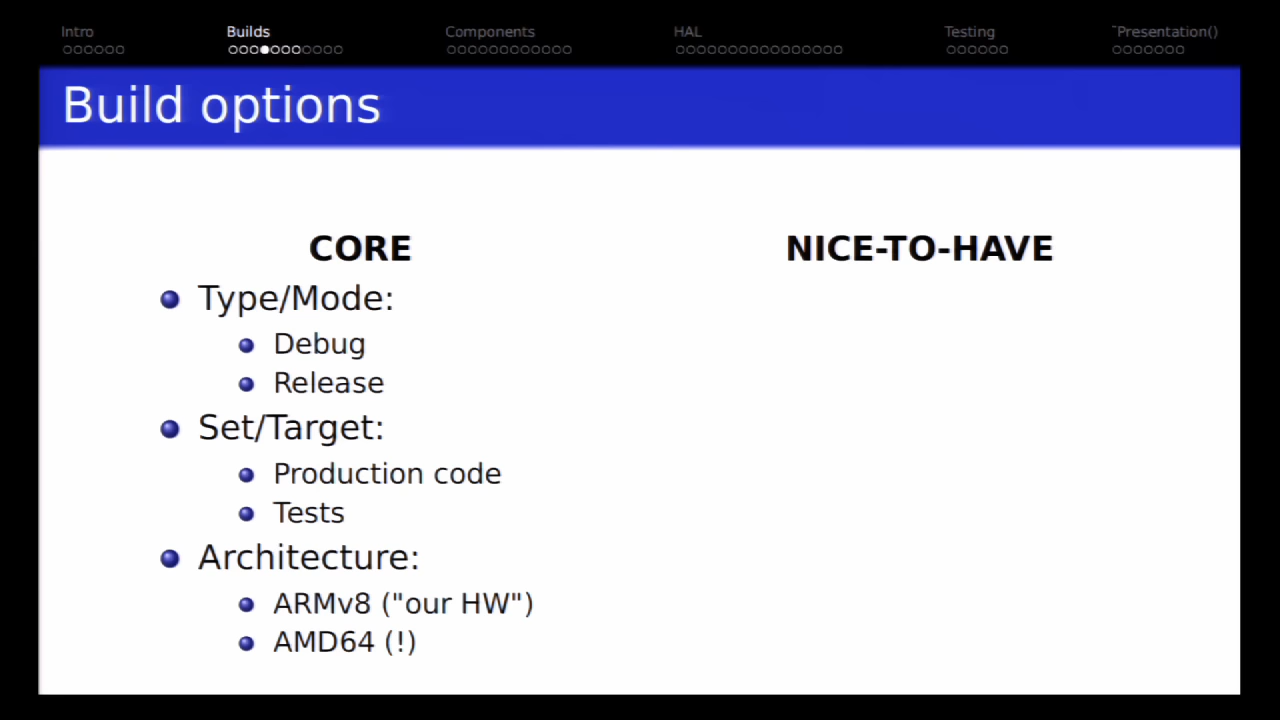 Intro Builds Components HAL Testing ~Presentation()
Build options
CORE
Type/Mode:
Debug
Release
Set/Target:
Production code
Tests
Architecture:
ARMv8 ("our HW")
AMD64 (!)
NICE-TO-HAVE